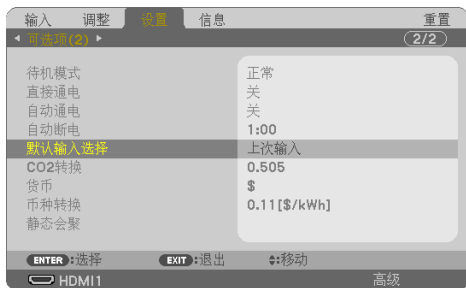 输入 调整 设置 信息 重置
可选项(2) 2/2
待机模式 正常
直接通电 关
自动通电 关
自动断电 1:00
默认输入选择 上次输入
CO2转换 0.505
货币 $
币种转换 0.11[$/kWh]
静态会聚
ENTER:选择 EXIT:退出 :移动
HDMI1 高级